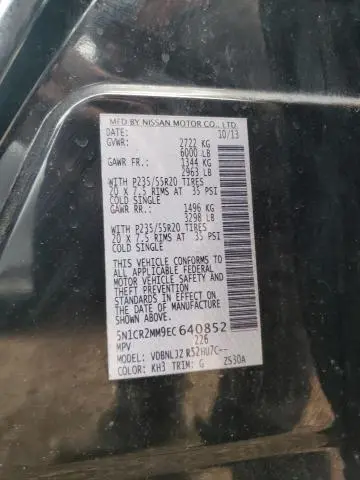 MFD BY NISSAN MOTOR CO., LTD.
DATE: 10/13
GVWR: 2722 KG
6000 LB
GAWR FR.: 1344 KG
2963 LB
WITH P235/55R20 TIRES
20 X 7.5 RIMS AT 35 PSI
COLD SINGLE
GAWR RR.: 1496 KG
3298 LB
WITH P235/55R20 TIRES
20 X 7.5 RIMS AT 35 PSI
COLD SINGLE
THIS VEHICLE CONFORMS TO
ALL APPLICABLE FEDERAL
MOTOR VEHICLE SAFETY
STANDARDS IN EFFECT ON
THE DATE OF MANUFACTURE
SHOWN ABOVE.
5N1CR2MM9EC640852
MPV 226
MODEL: VDBNLJZ R52HU7C--
COLOR: KH3 TRIM: G ZS30A